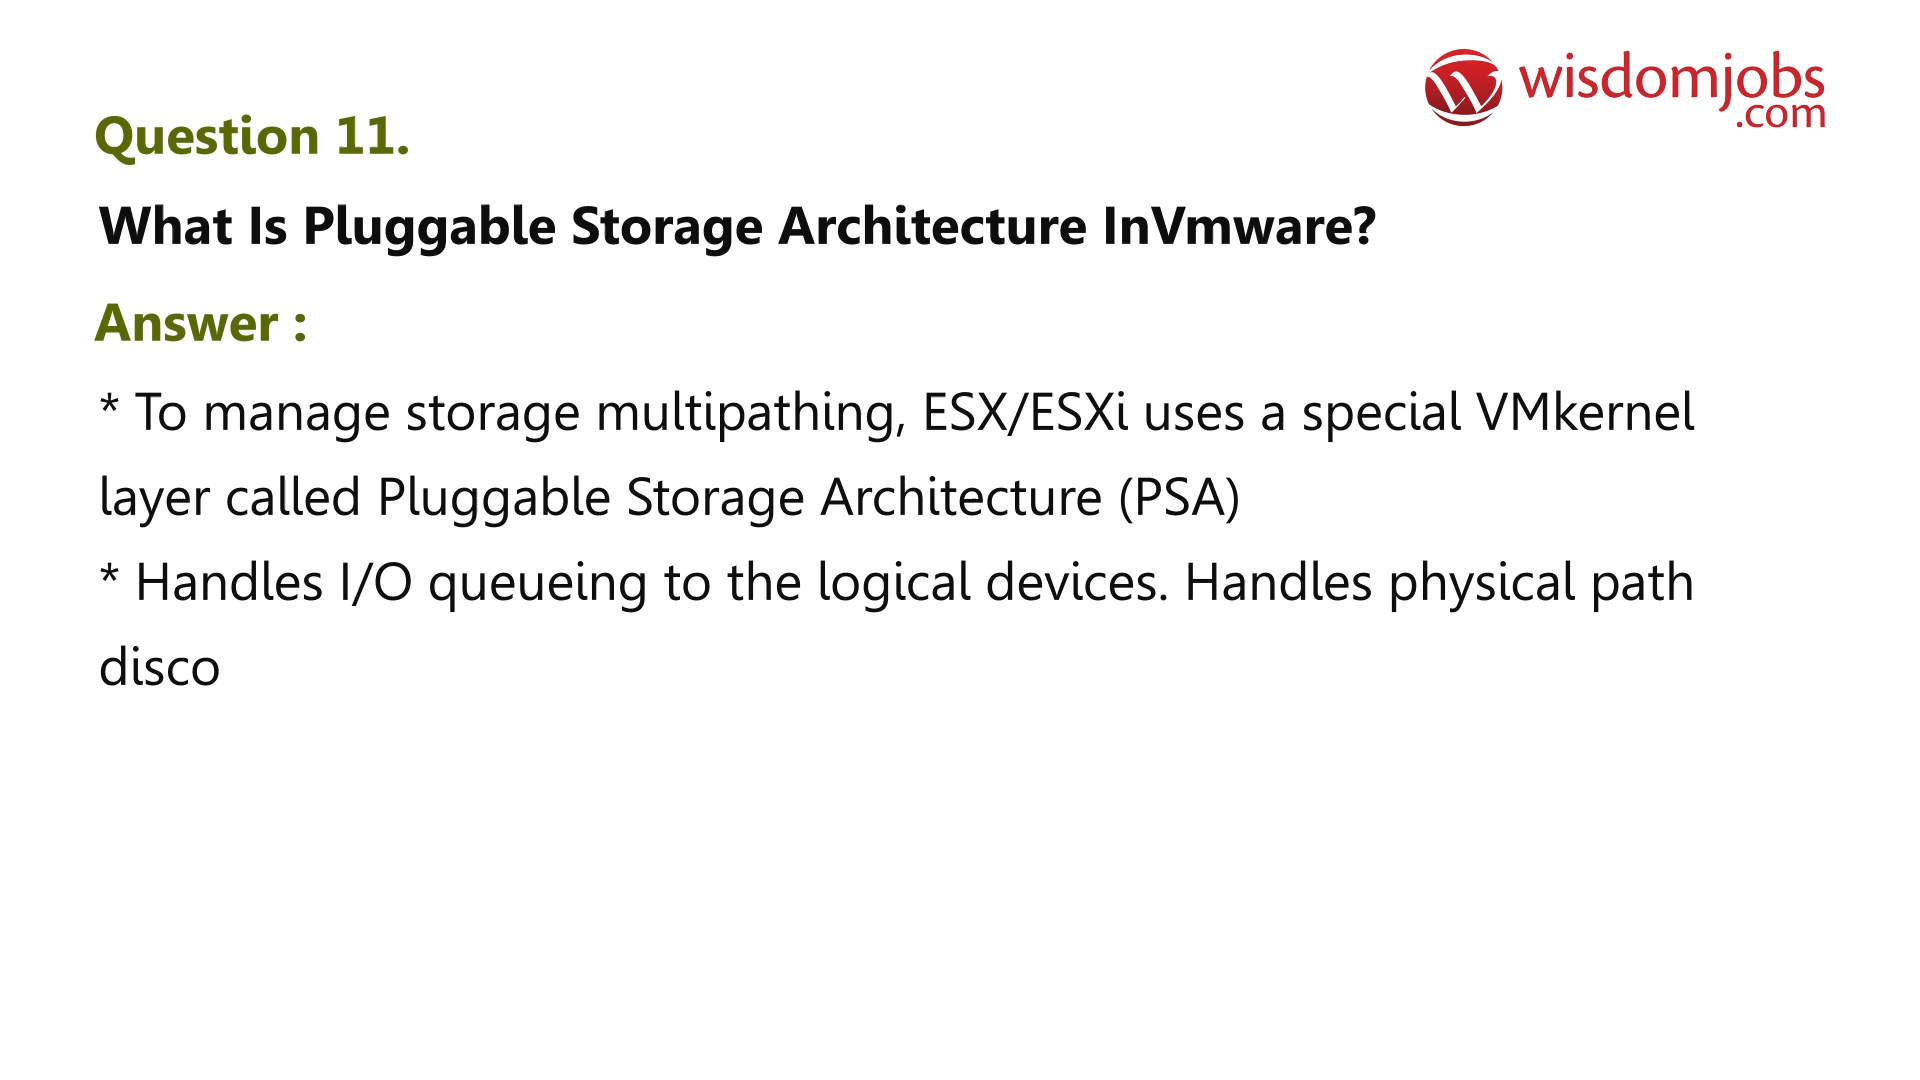 wisdomjobs
.com
Question 11.
What Is Pluggable Storage Architecture InVmware?
Answer :
* To manage storage multipathing, ESX/ESXi uses a special VMkernel
layer called Pluggable Storage Architecture (PSA)
* Handles I/O queueing to the logical devices. Handles physical path
disco